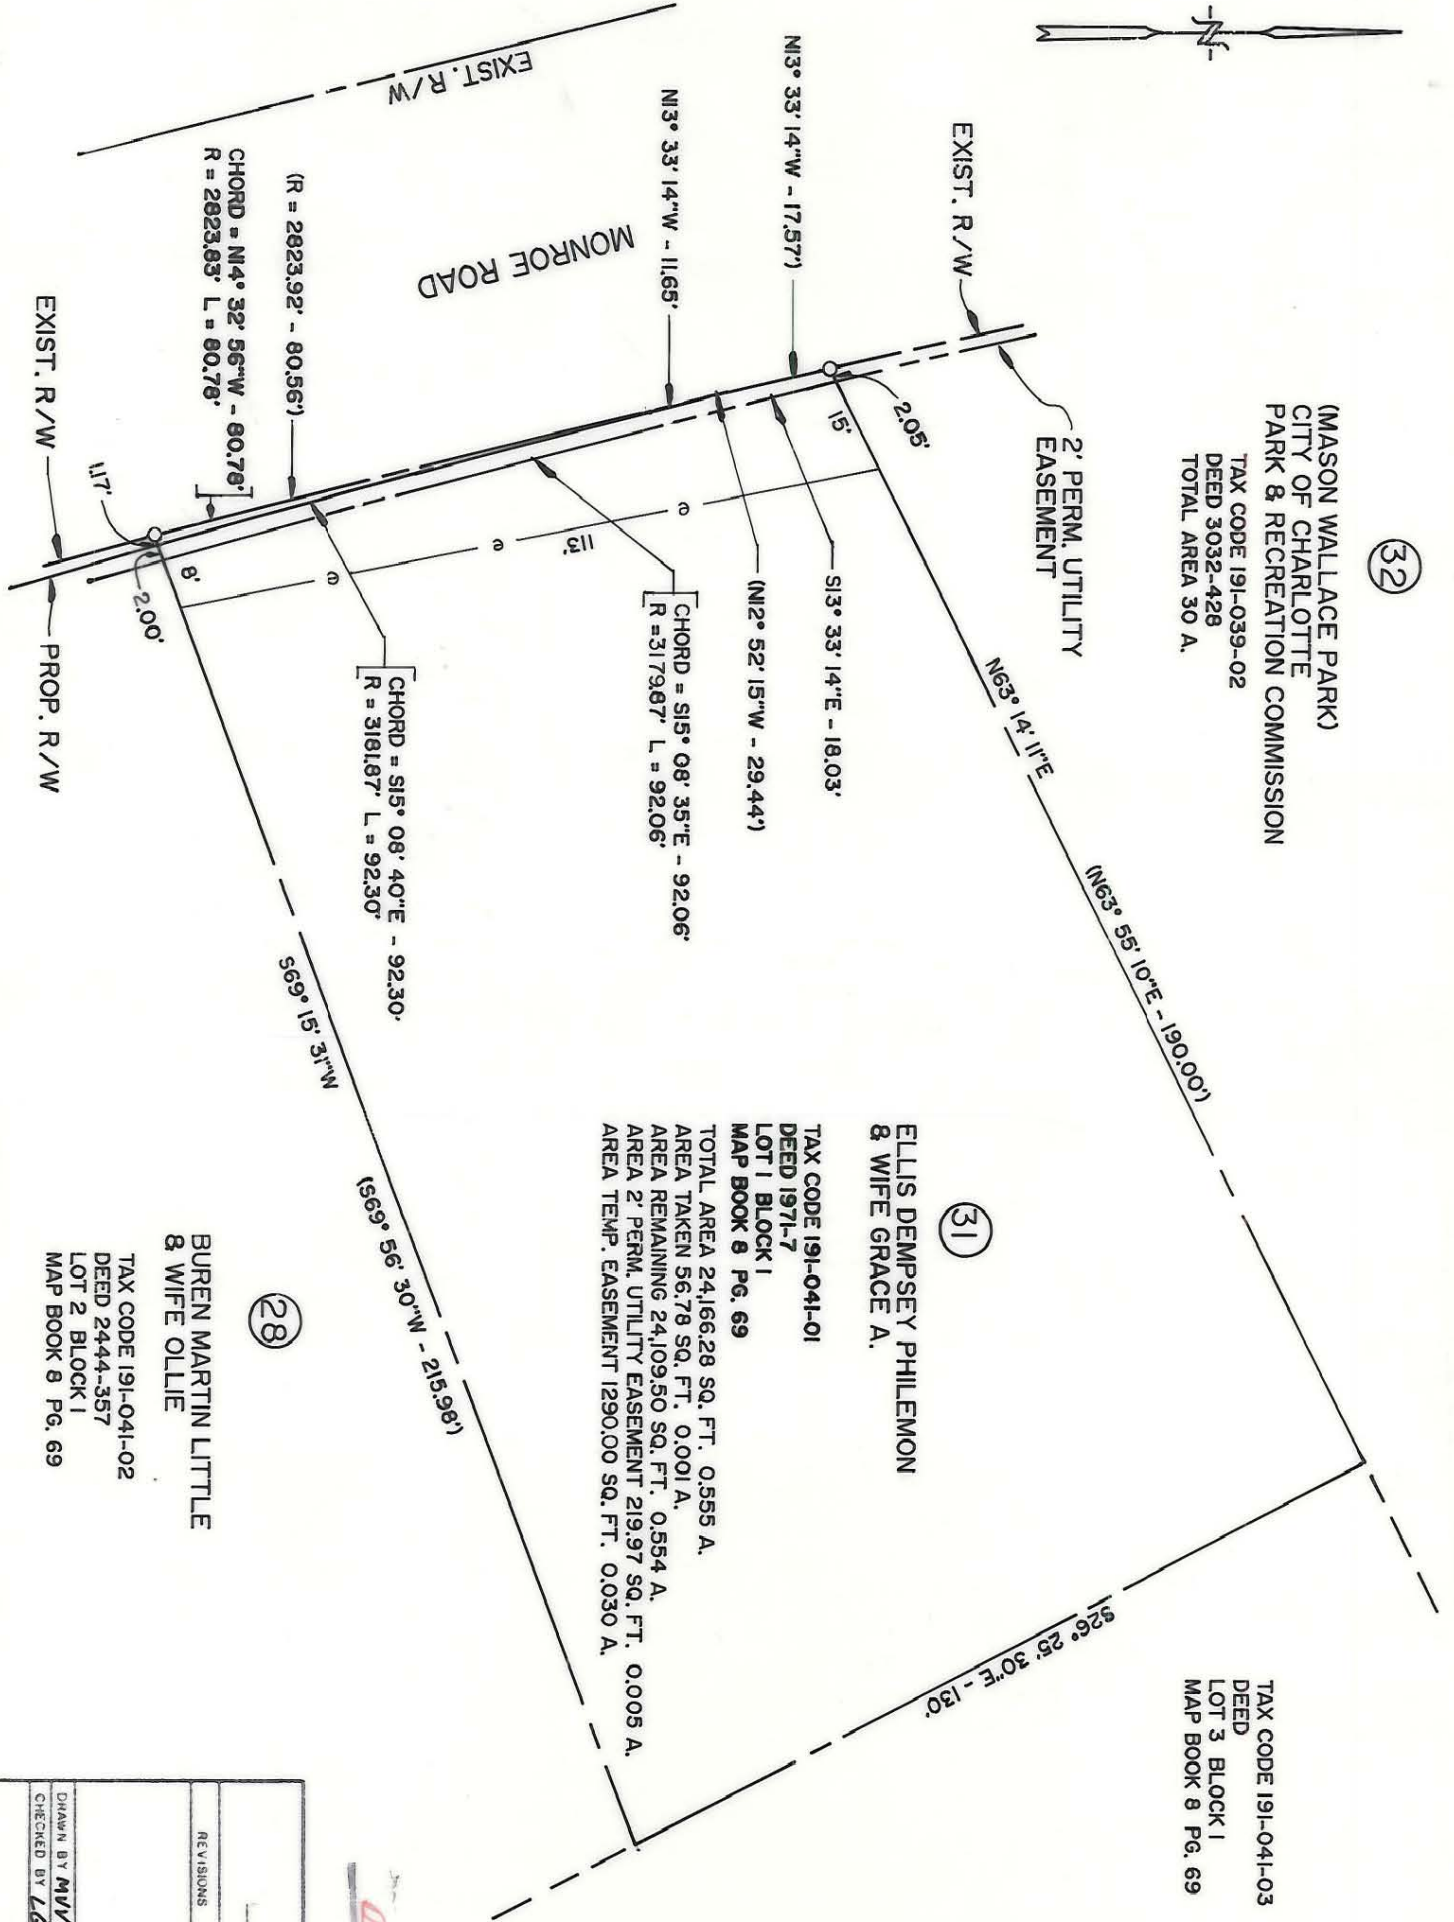 N
(32)
(MASON WALLACE PARK)
CITY OF CHARLOTTE
PARK & RECREATION COMMISSION
TAX CODE 191-039-02
DEED 3032-428
TOTAL AREA 30 A.
EXIST. R/W
2' PERM. UTILITY
EASEMENT
N13° 33' 14"W - 17.57')
N13° 33' 14"W - 11.65'
EXIST. R/W
MONROE ROAD
(R = 2823.92' - 80.56')
CHORD = N14° 32' 56"W - 80.78'
R = 2823.83' L = 80.78'
EXIST. R/W
PROP. R/W
1.17'
2.00'
8'
2.05'
15'
e
113'
e
e
S13° 33' 14"E - 18.03'
(N12° 52' 15"W - 29.44')
CHORD = S15° 08' 35"E - 92.06'
R = 3179.87' L = 92.06'
CHORD = S15° 08' 40"E - 92.30'
R = 3181.87' L = 92.30'
N63° 14' 11"E
(N63° 55' 10"E - 190.00')
S69° 15' 31"W
(S69° 56' 30"W - 215.98')
S26° 25' 30"E - 130'
(31)
ELLIS DEMPSEY PHILEMON
& WIFE GRACE A.
TAX CODE 191-041-01
DEED 1971-7
LOT 1 BLOCK 1
MAP BOOK 8 PG. 69
TOTAL AREA 24,166.28 SQ. FT. 0.555 A.
AREA TAKEN 56.78 SQ. FT. 0.001 A.
AREA REMAINING 24,109.50 SQ. FT. 0.554 A.
AREA 2' PERM. UTILITY EASEMENT 219.97 SQ. FT. 0.005 A.
AREA TEMP. EASEMENT 1290.00 SQ. FT. 0.030 A.
(28)
BUREN MARTIN LITTLE
& WIFE OLLIE
TAX CODE 191-041-02
DEED 2444-357
LOT 2 BLOCK 1
MAP BOOK 8 PG. 69
TAX CODE 191-041-03
DEED
LOT 3 BLOCK 1
MAP BOOK 8 PG. 69
REVISIONS
DRAWN BY
CHECKED BY